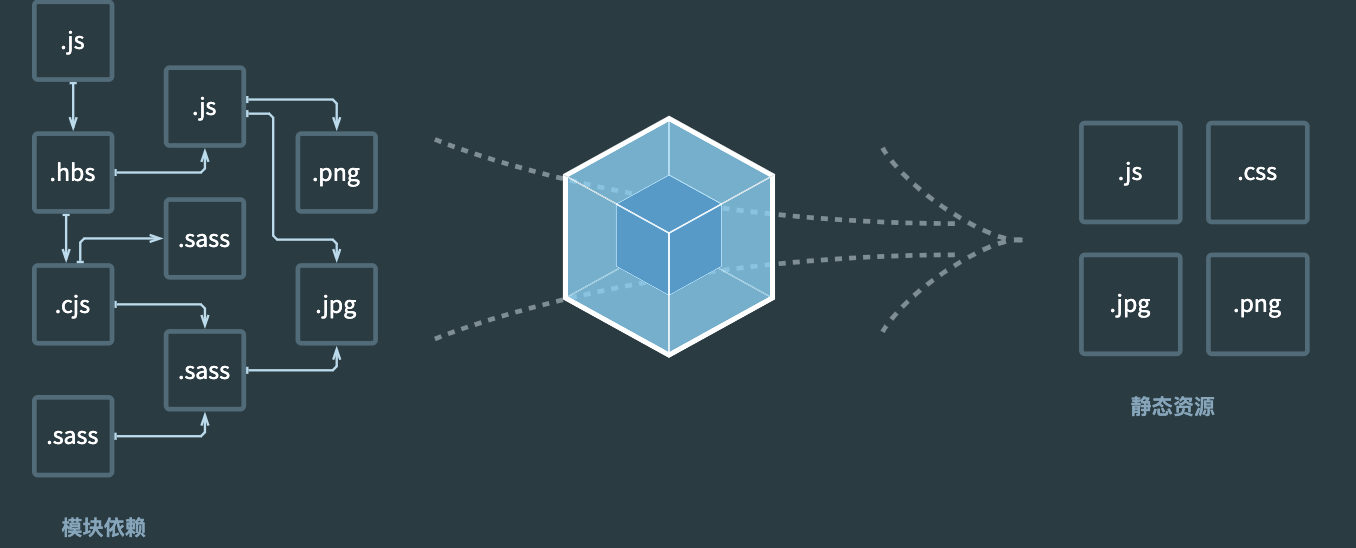 .js
.js
.hbs
.png
.sass
.cjs
.jpg
.sass
.sass
模块依赖
.js
.css
.jpg
.png
静态资源